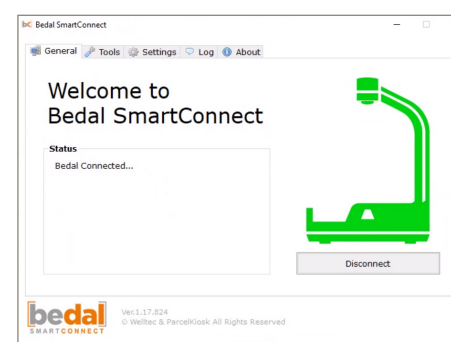 bC Bedal SmartConnect
General Tools Settings Log About
Welcome to
Bedal SmartConnect
Status
Bedal Connected...
Disconnect
bedal
SMARTCONNECT
Ver.1.17.824
© Welltec & ParcelKiosk All Rights Reserved